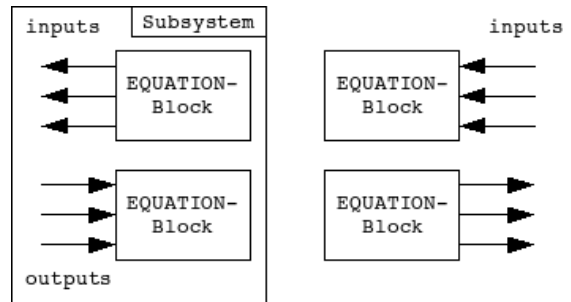 inputs
Subsystem
inputs
EQUATION-
Block
EQUATION-
Block
EQUATION-
Block
EQUATION-
Block
outputs